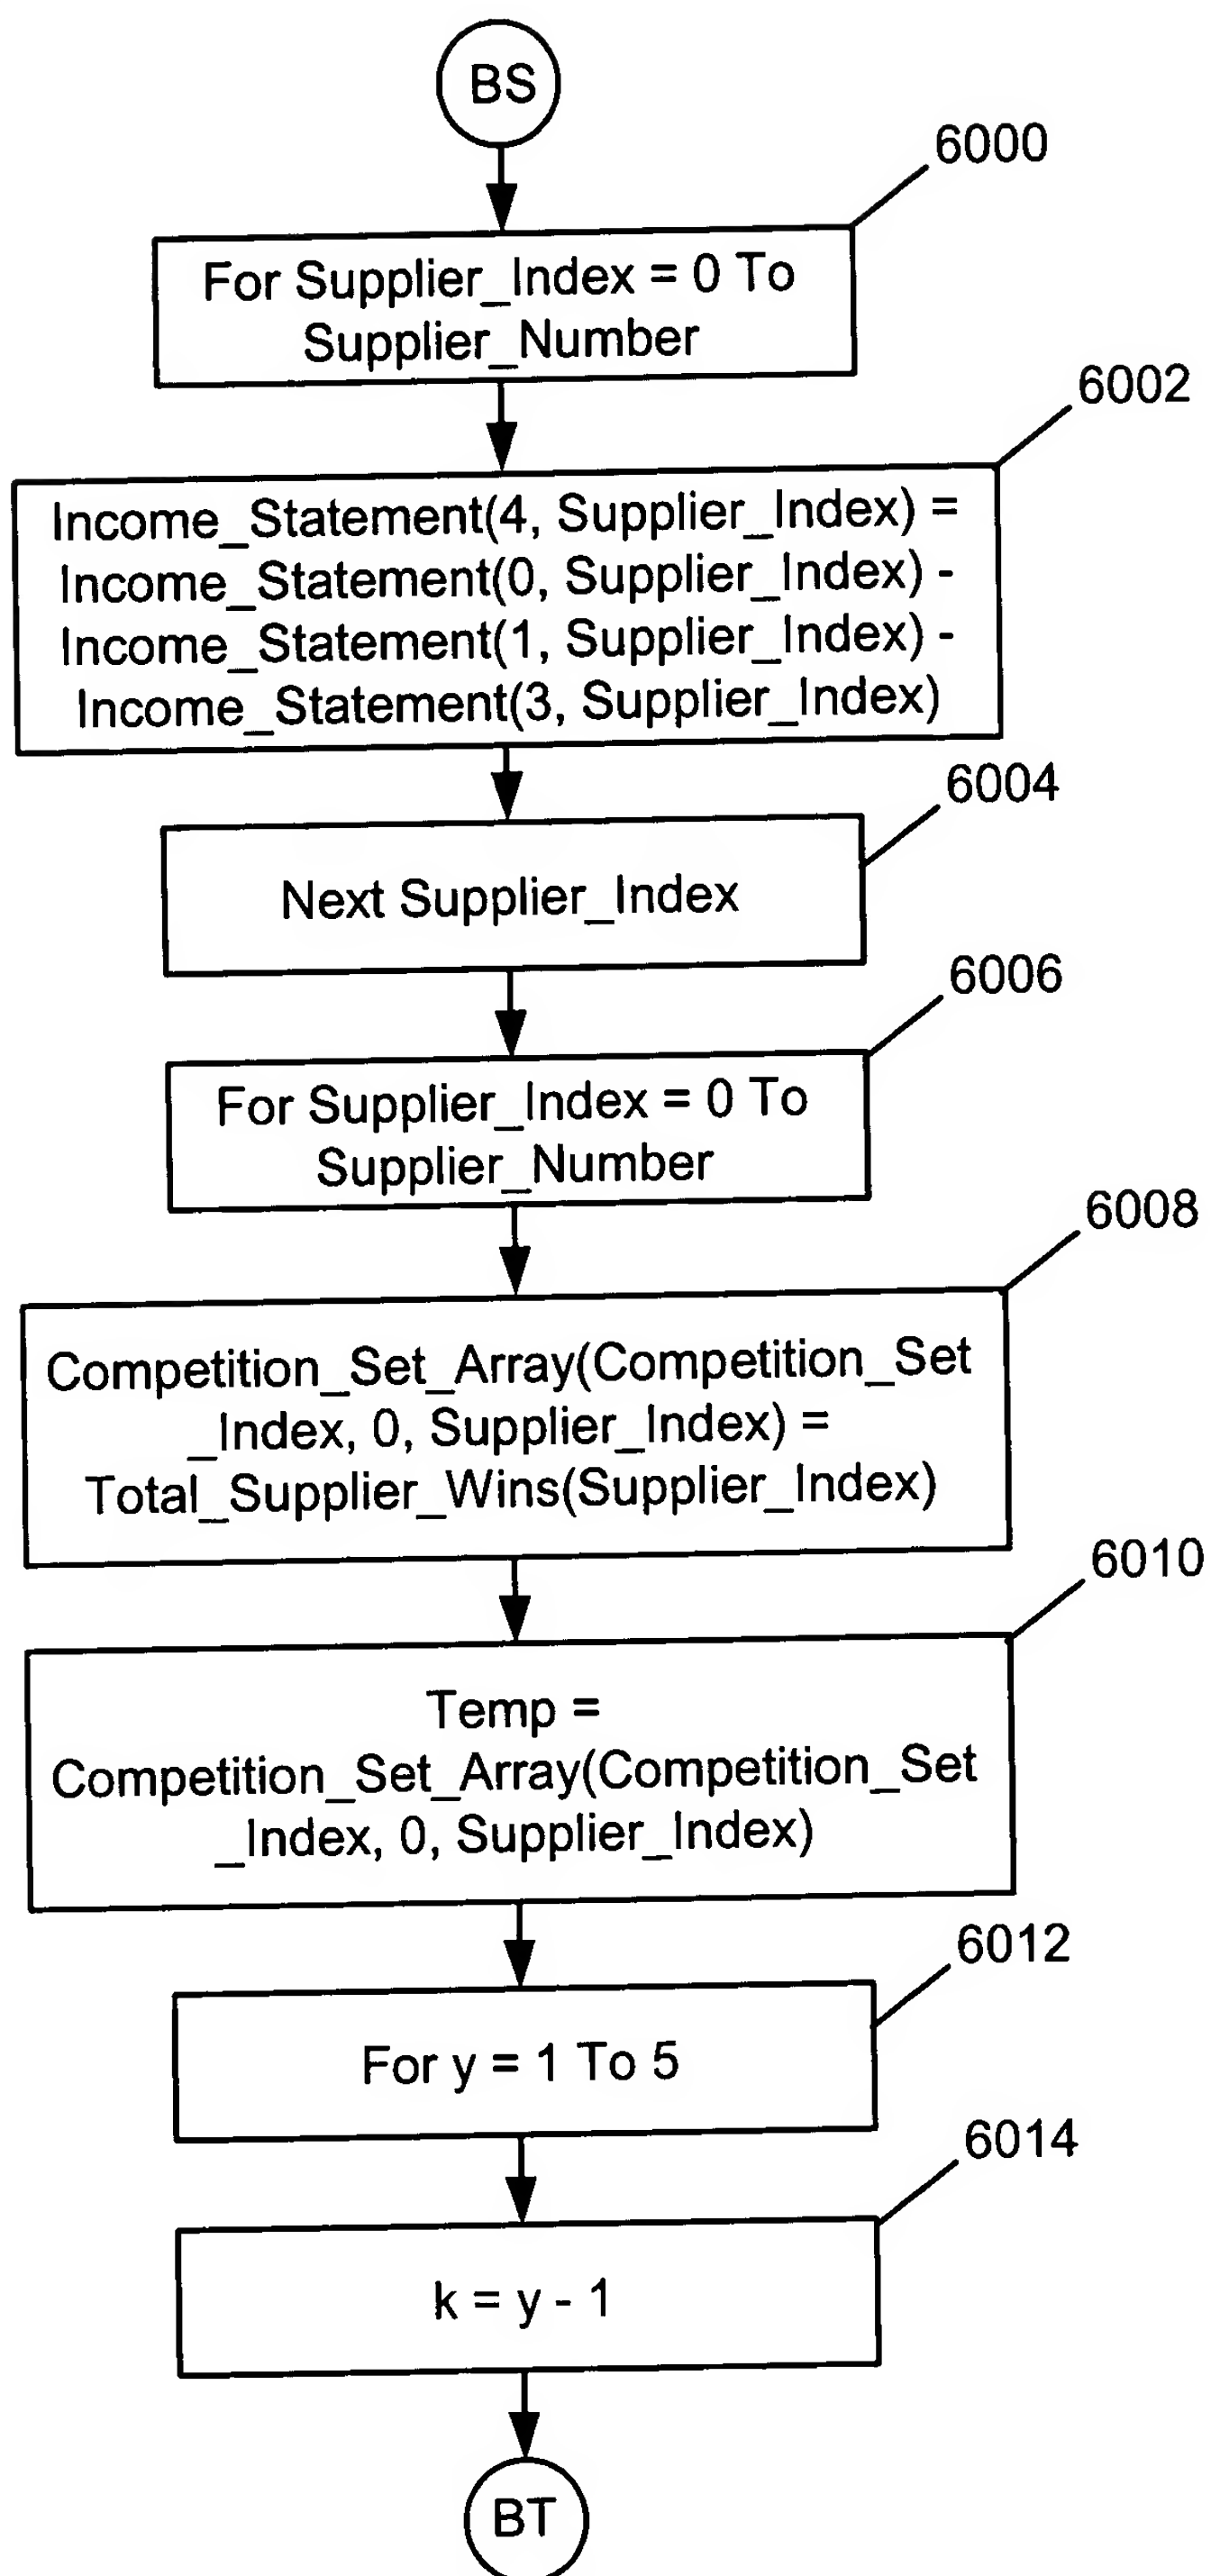 BS
6000
For Supplier_Index = 0 To
Supplier_Number
6002
Income_Statement(4, Supplier_Index) =
Income_Statement(0, Supplier_Index) -
Income_Statement(1, Supplier_Index) -
Income_Statement(3, Supplier_Index)
6004
Next Supplier_Index
6006
For Supplier_Index = 0 To
Supplier_Number
6008
Competition_Set_Array(Competition_Set
_Index, 0, Supplier_Index) =
Total_Supplier_Wins(Supplier_Index)
6010
Temp =
Competition_Set_Array(Competition_Set
_Index, 0, Supplier_Index)
6012
For y = 1 To 5
6014
k = y - 1
BT